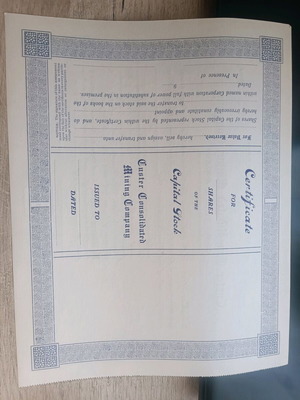 Certificate
FOR
SHARES
OF THE
Capital Stock
Custer Consolidated
Mining Company
ISSUED TO
DATED
For Value Received, hereby sell, assign and transfer unto
Shares of the Capital Stock represented by the within Certificate, and do
hereby irrevocably constitute and appoint
to transfer the said stock on the books of the
within named Corporation with full power of substitution in the premises
Dated
In Presence of